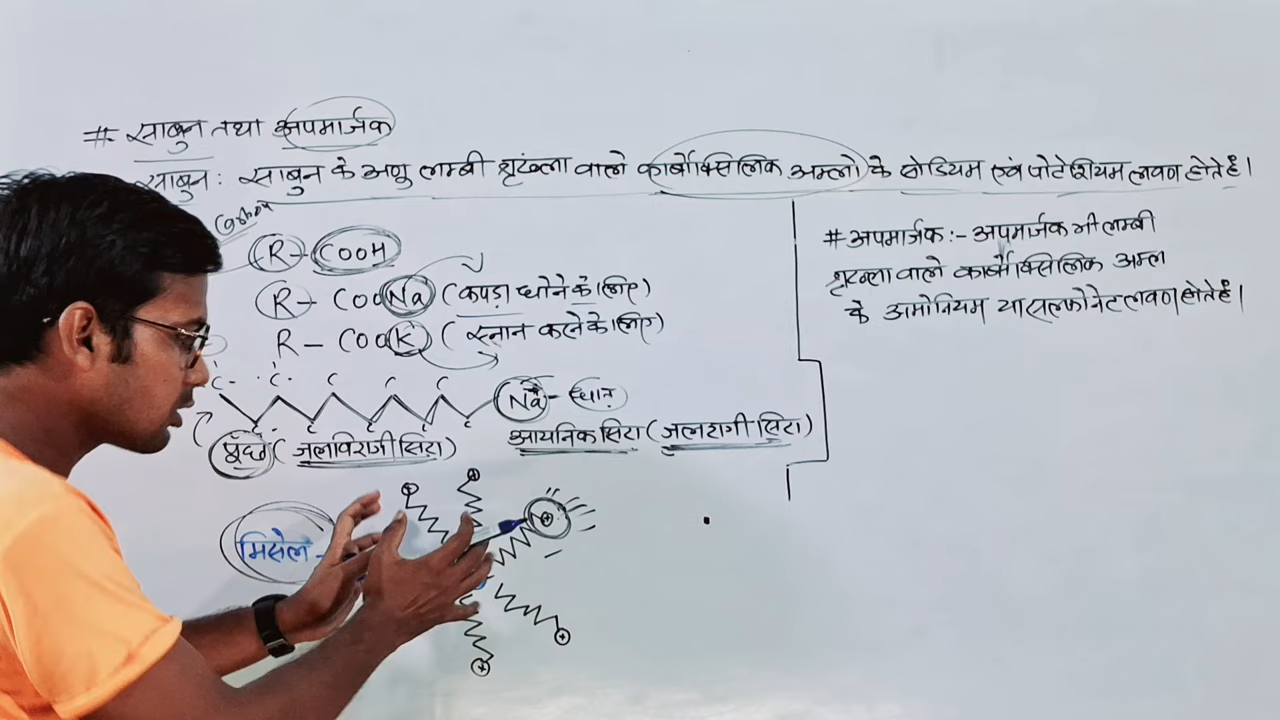 # साबुन तथा अपमार्जक
साबुन : साबुन के अणु लम्बी शृंखला वाले कार्बोक्सिलिक अम्लो के सोडियम एवं पोटेशियम लवण होते हैं।
Carbon
R - COOH
R - COONa (कपड़ा धोने के लिए)
R - COOK (स्नान करने के लिए)
C C C C C
Na+ - सिरा
पूँछ (जलविरागी सिरा)
आयनिक सिरा (जलरागी सिरा)
मिसेल -
# अपमार्जक :- अपमार्जक भी लम्बी
शृंखला वाले कार्बोक्सिलिक अम्ल
के अमोनियम या सल्फोनेट लवण होते हैं।